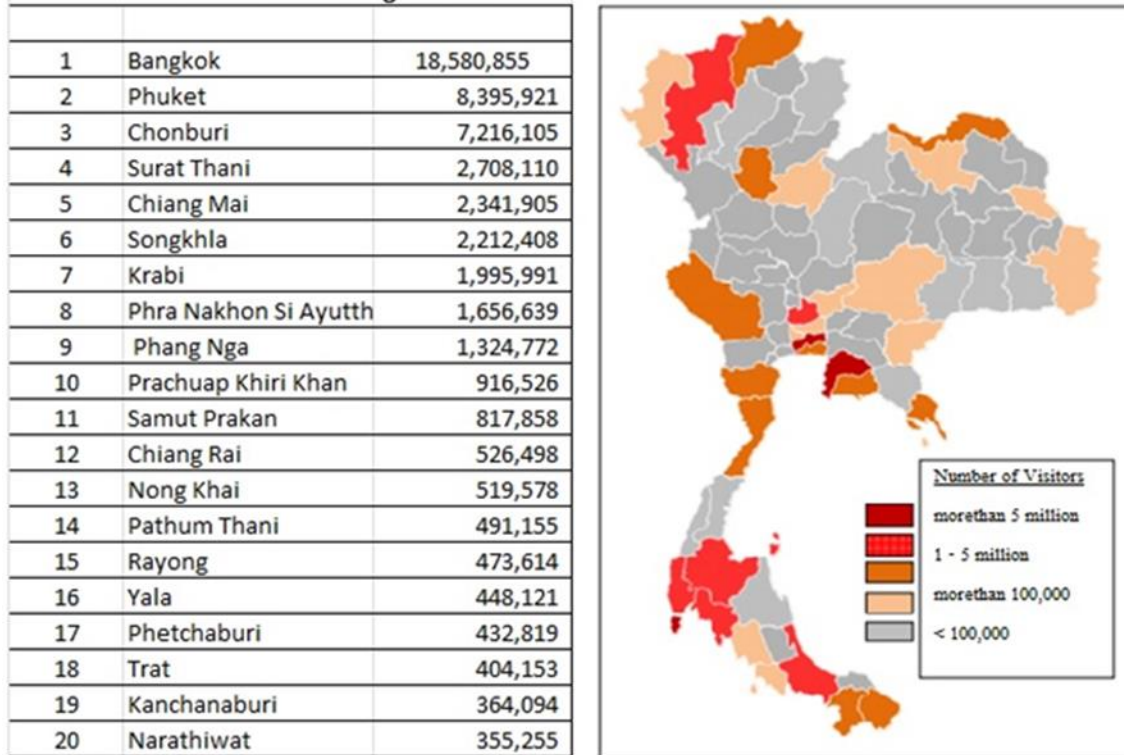 1 Bangkok 18,580,855
2 Phuket 8,395,921
3 Chonburi 7,216,105
4 Surat Thani 2,708,110
5 Chiang Mai 2,341,905
6 Songkhla 2,212,408
7 Krabi 1,995,991
8 Phra Nakhon Si Ayutth 1,656,639
9 Phang Nga 1,324,772
10 Prachuap Khiri Khan 916,526
11 Samut Prakan 817,858
12 Chiang Rai 526,498
13 Nong Khai 519,578
14 Pathum Thani 491,155
15 Rayong 473,614
16 Yala 448,121
17 Phetchaburi 432,819
18 Trat 404,153
19 Kanchanaburi 364,094
20 Narathiwat 355,255
Number of Visitors
morethan 5 million
1 - 5 million
morethan 100,000
< 100,000